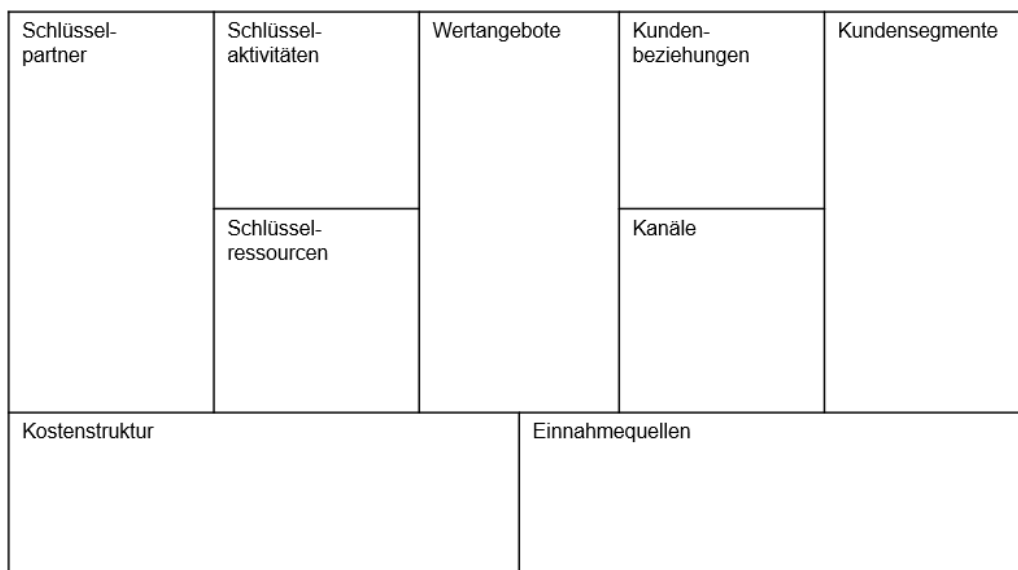 Schlüssel-
partner
Schlüssel-
aktivitäten
Schlüssel-
ressourcen
Wertangebote
Kunden-
beziehungen
Kanäle
Kundensegmente
Kostenstruktur
Einnahmequellen